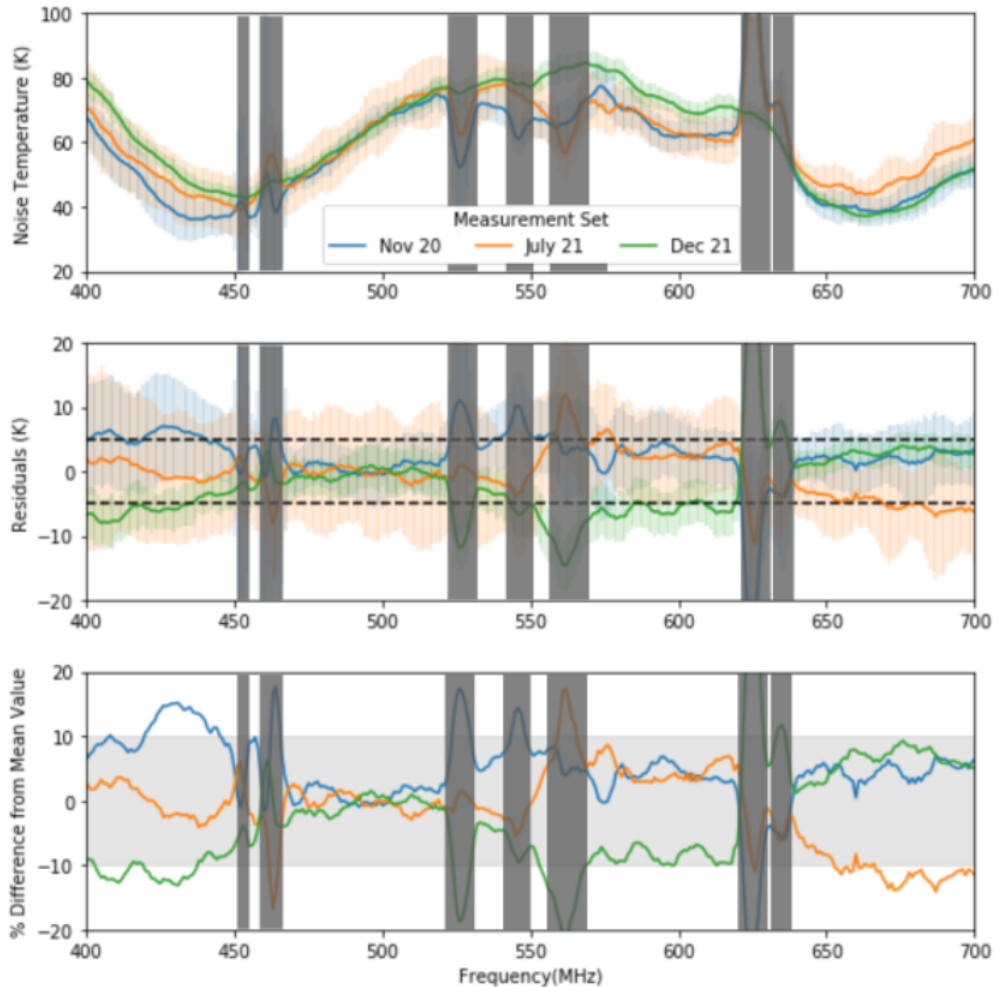 100
80
60
40
20
Noise Temperature (K)
Measurement Set
Nov 20 July 21 Dec 21
400 450 500 550 600 650 700
20
10
0
−10
−20
Residuals (K)
400 450 500 550 600 650 700
20
10
0
−10
−20
% Difference from Mean Value
400 450 500 550 600 650 700
Frequency(MHz)